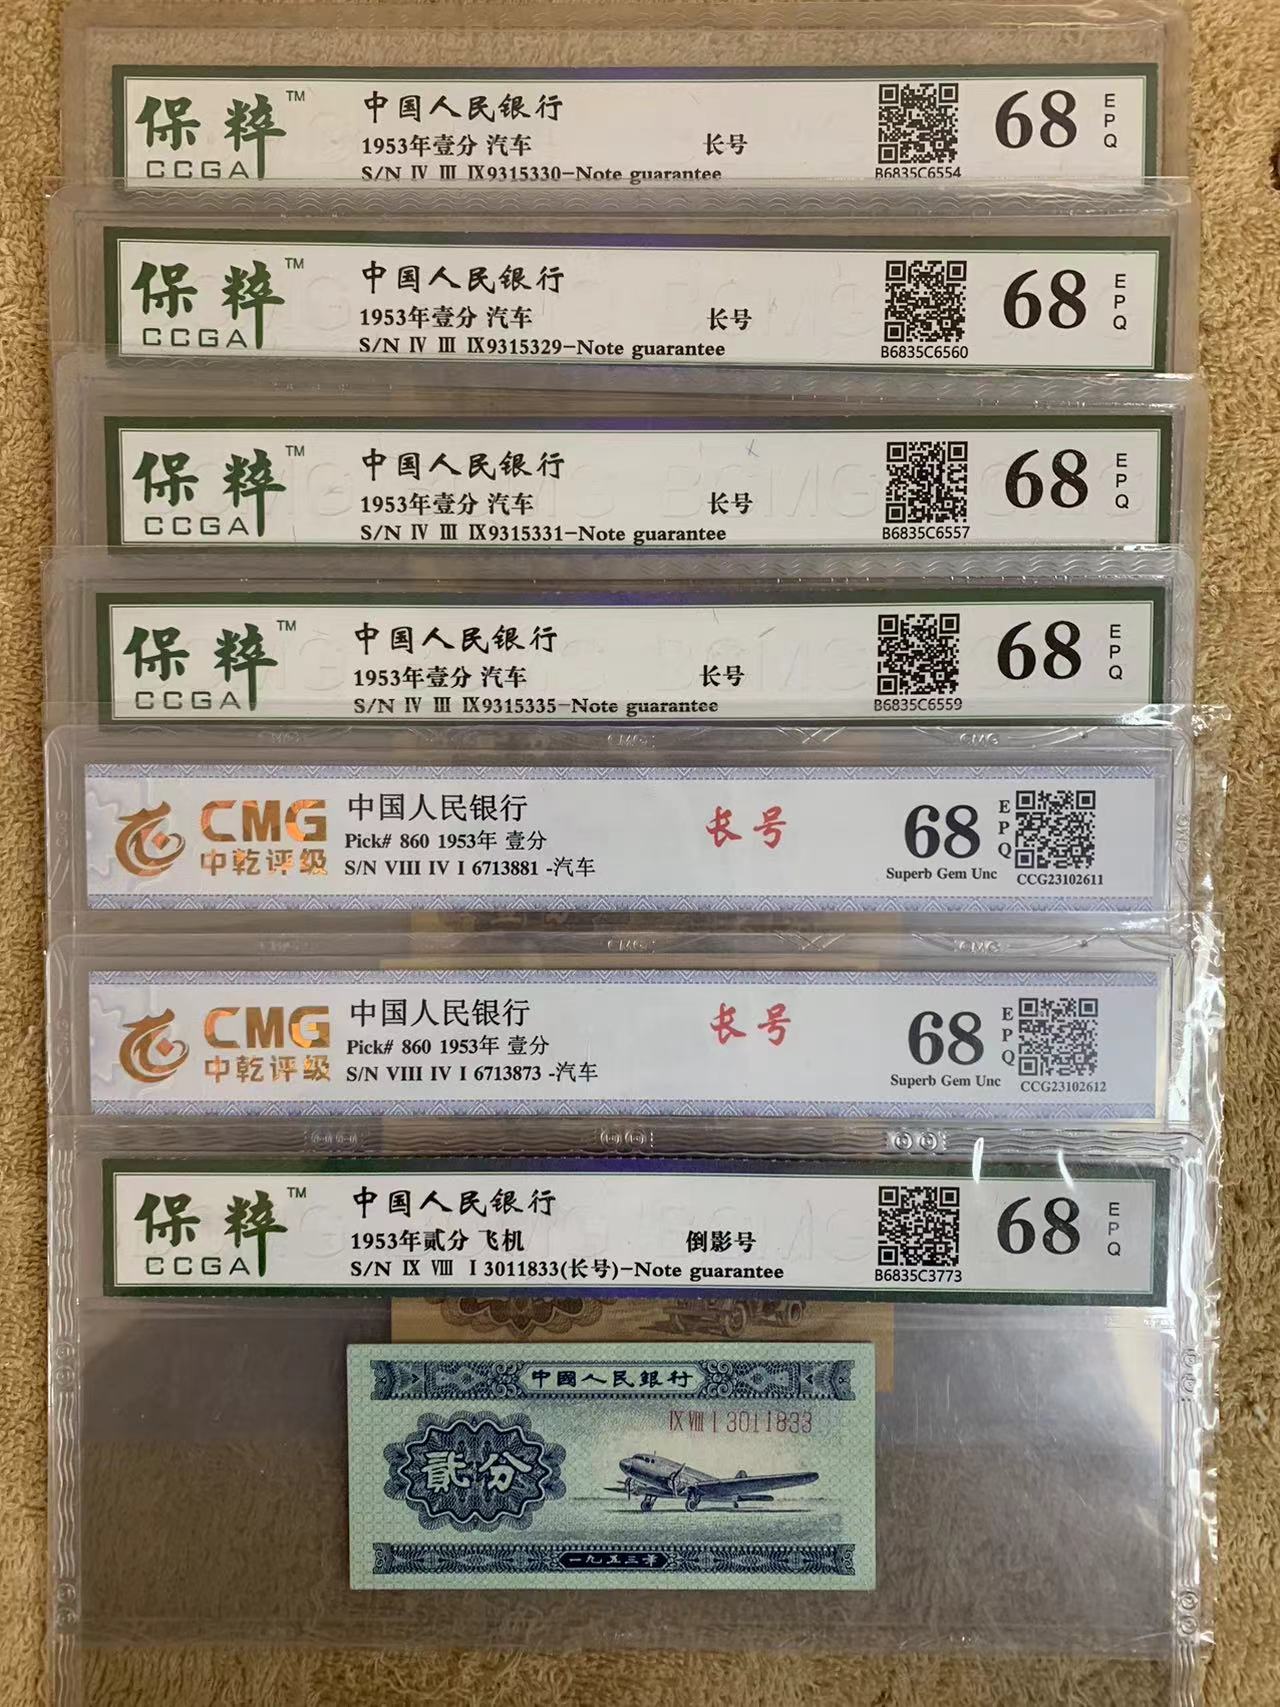 保粹™
CCGA
中国人民银行
1953年壹分 汽车 长号
S/N Ⅳ Ⅲ Ⅸ9315330-Note guarantee
B6835C6554
68
EPQ
保粹™
CCGA
中国人民银行
1953年壹分 汽车 长号
S/N Ⅳ Ⅲ Ⅸ9315329-Note guarantee
B6835C6560
68
EPQ
保粹™
CCGA
中国人民银行
1953年壹分 汽车 长号
S/N Ⅳ Ⅲ Ⅸ9315331-Note guarantee
B6835C6557
68
EPQ
保粹™
CCGA
中国人民银行
1953年壹分 汽车 长号
S/N Ⅳ Ⅲ Ⅸ9315335-Note guarantee
B6835C6559
68
EPQ
CMG
中乾评级
中国人民银行
Pick# 860 1953年 壹分
S/N VIII IV I 6713881 -汽车
长号
68
EPQ
Superb Gem Unc
CCG23102611
CMG
中乾评级
中国人民银行
Pick# 860 1953年 壹分
S/N VIII IV I 6713873 -汽车
长号
68
EPQ
Superb Gem Unc
CCG23102612
保粹™
CCGA
中国人民银行
1953年贰分 飞机 倒影号
S/N Ⅸ Ⅷ Ⅰ 3011833(长号)-Note guarantee
B6835C3773
68
EPQ
中國人民銀行
Ⅸ Ⅷ Ⅰ 3011833
貳分
一九五三年